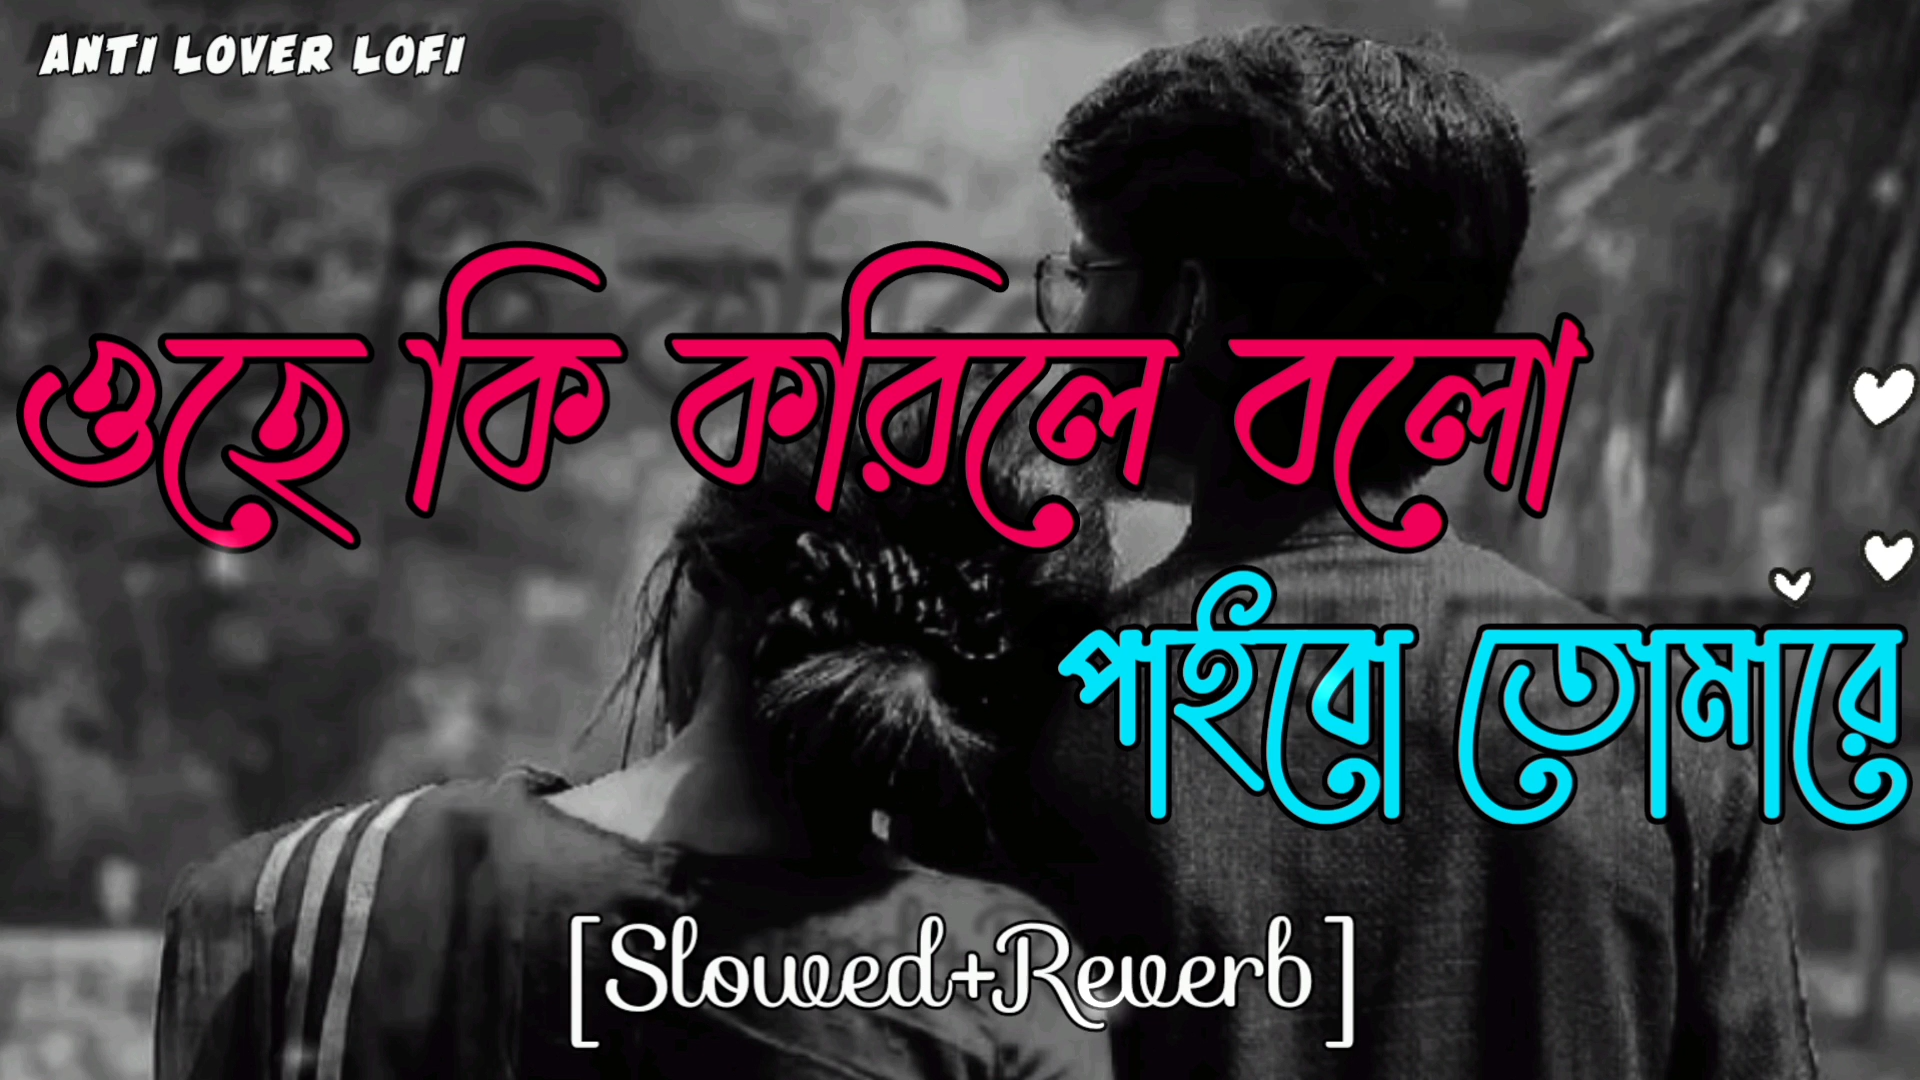 ANTI LOVER LOFI
ওহে কি করিলে বলো
পাইবো তোমারে
[Slowed+Reverb]